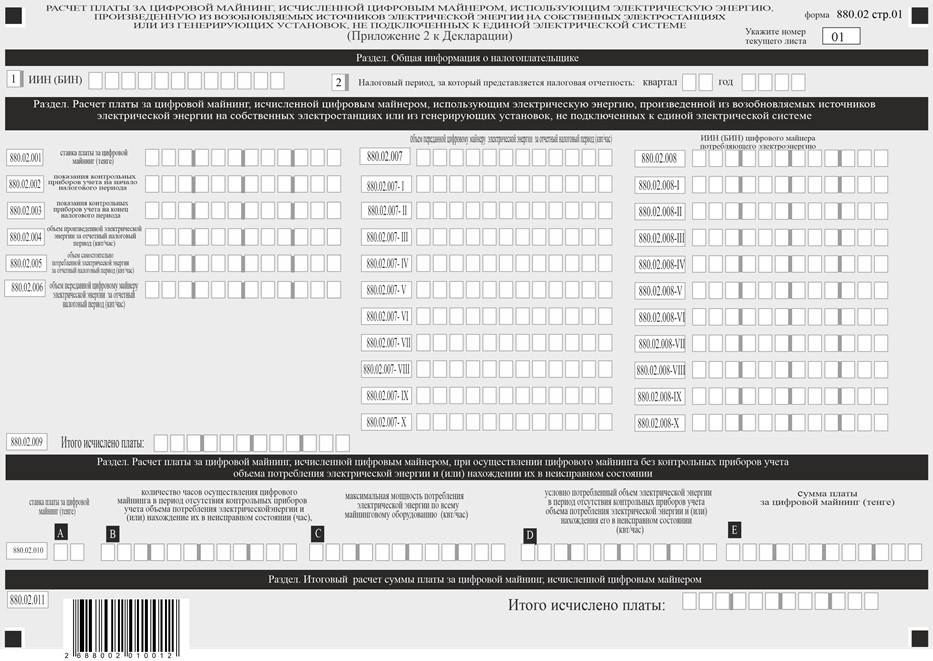 РАСЧЕТ ПЛАТЫ ЗА ЦИФРОВОЙ МАЙНИНГ, ИСЧИСЛЕННОЙ ЦИФРОВЫМ МАЙНЕРОМ, ИСПОЛЬЗУЮЩИМ ЭЛЕКТРИЧЕСКУЮ ЭНЕРГИЮ,
ПРОИЗВЕДЕННУЮ ИЗ ВОЗОБНОВЛЯЕМЫХ ИСТОЧНИКОВ ЭЛЕКТРИЧЕСКОЙ ЭНЕРГИИ НА СОБСТВЕННЫХ ЭЛЕКТРОСТАНЦИЯХ
ИЛИ ИЗ ГЕНЕРИРУЮЩИХ УСТАНОВОК, НЕ ПОДКЛЮЧЕННЫХ К ЕДИНОЙ ЭЛЕКТРИЧЕСКОЙ СИСТЕМЕ
(Приложение 2 к Декларации)
форма 880.02 стр.01
Укажите номер
текущего листа
01
Раздел. Общая информация о налогоплательщике
1 ИИН (БИН)
2 Налоговый период, за который представляется налоговая отчетность: квартал год
Раздел. Расчет платы за цифровой майнинг, исчисленной цифровым майнером, использующим электрическую энергию, произведенной из возобновляемых источников
электрической энергии на собственных электростанциях или из генерирующих установок, не подключенных к единой электрической системе
880.02.001
ставка платы за цифровой
майнинг (тенге)
880.02.002
показания контрольных
приборов учета на начало
налогового периода
880.02.003
показания контрольных
приборов учета на конец
налогового периода
880.02.004
объем произведенной электрической
энергии за отчетный налоговый
период (квт/час)
880.02.005
объем самостоятельно
потребленной электрической энергии
за отчетный налоговый период (квт/час)
880.02.006
объем переданной цифровому майнеру
электрической энергии за отчетный
налоговый период (квт/час)
объем переданной цифровому майнеру электрической энергии за отчетный налоговый период (квт/час)
880.02.007
880.02.007- I
880.02.007- II
880.02.007- III
880.02.007- IV
880.02.007- V
880.02.007- VI
880.02.007- VII
880.02.007- VIII
880.02.007- IX
880.02.007- X
ИИН (БИН) цифрового майнера
потребляющего электроэнергию
880.02.008
880.02.008-I
880.02.008-II
880.02.008-III
880.02.008-IV
880.02.008-V
880.02.008-VI
880.02.008-VII
880.02.008-VIII
880.02.008-IX
880.02.008-X
880.02.009 Итого исчислено платы:
Раздел. Расчет платы за цифровой майнинг, исчисленной цифровым майнером, при осуществлении цифрового майнинга без контрольных приборов учета
объема потребления электрической энергии и (или) нахождении их в неисправном состоянии
ставка платы за цифровой
майнинг (тенге)
A
количество часов осуществления цифрового
майнинга в период отсутствия контрольных приборов
учета объема потребления электрическойэнергии и
(или) нахождение их в неисправном состоянии (час),
B
максимальная мощность потребления
электрической энергии по всему
майнинговому оборудованию (квт/час)
C
условно потребленный объем электрической энергии
в период отсутствия контрольных приборов учета
объема потребления электрической энергии и (или)
нахождения его в неисправном состоянии
(квт/час)
D
Сумма платы
за цифровой майнинг (тенге)
E
880.02.010
Раздел. Итоговый расчет суммы платы за цифровой майнинг, исчисленной цифровым майнером
880.02.011
Итого исчислено платы:
2 688002 010012